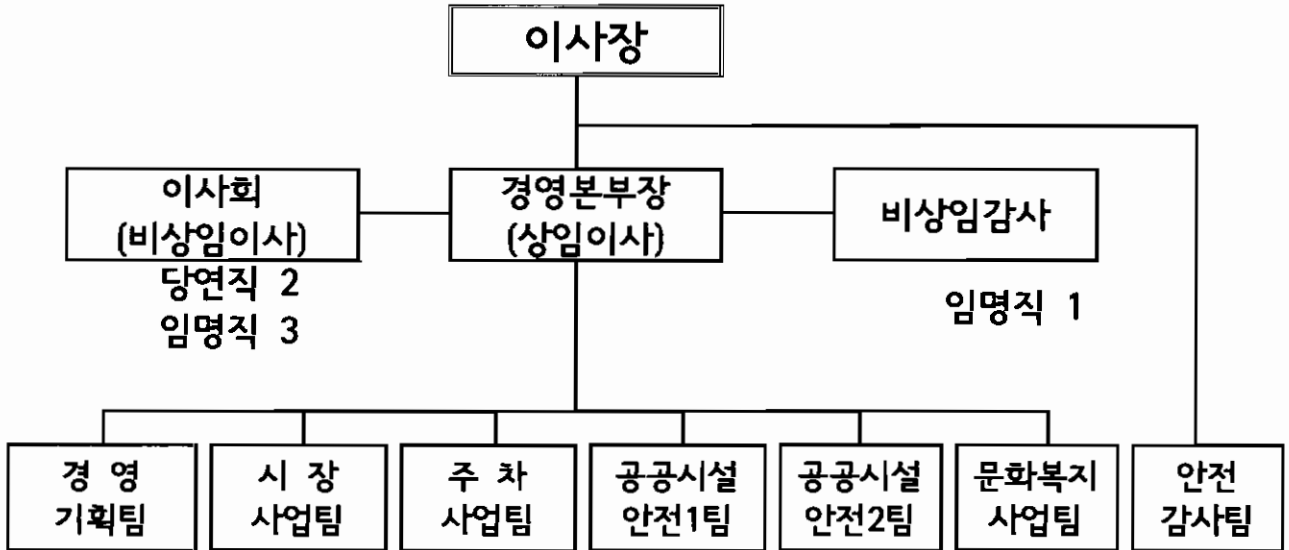 이사장
이사회
(비상임이사)
당연직 2
임명직 3
경영본부장
(상임이사)
비상임감사
임명직 1
경 영
기획팀
시 장
사업팀
주 차
사업팀
공공시설
안전1팀
공공시설
안전2팀
문화복지
사업팀
안전
감사팀